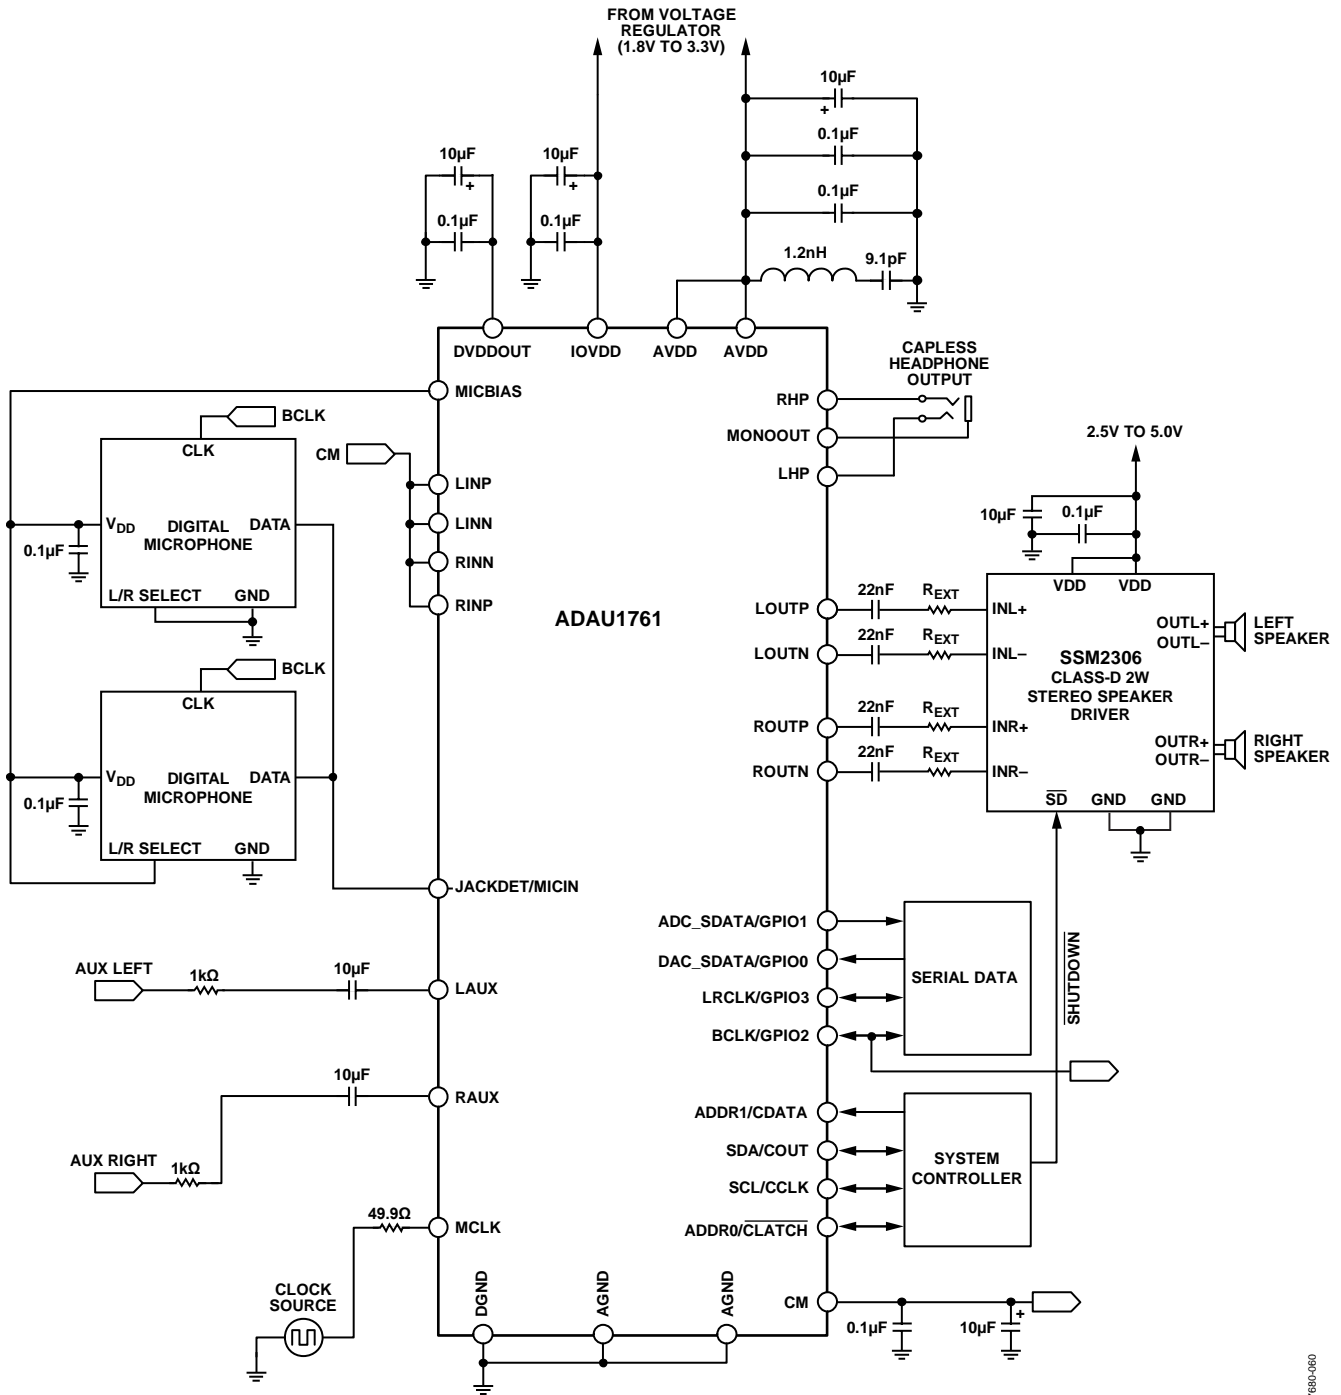 FROM VOLTAGE
REGULATOR
(1.8V TO 3.3V)
10µF
+
0.1µF
0.1µF
1.2nH
9.1pF
10µF
+
0.1µF
10µF
+
0.1µF
DVDDOUT
IOVDD
AVDD
AVDD
MICBIAS
BCLK
CLK
VDD
DIGITAL
MICROPHONE
DATA
0.1µF
L/R SELECT
GND
CM
LINP
LINN
RINN
RINP
BCLK
CLK
VDD
DIGITAL
MICROPHONE
DATA
0.1µF
L/R SELECT
GND
JACKDET/MICIN
AUX LEFT
1kΩ
10µF
LAUX
10µF
RAUX
AUX RIGHT
1kΩ
49.9Ω
MCLK
CLOCK
SOURCE
DGND
AGND
AGND
ADAU1761
CAPLESS
HEADPHONE
OUTPUT
RHP
MONOOUT
LHP
2.5V TO 5.0V
10µF
0.1µF
VDD
VDD
LOUTP
22nF
REXT
INL+
LOUTN
22nF
REXT
INL–
ROUTP
22nF
REXT
INR+
ROUTN
22nF
REXT
INR–
SSM2306
CLASS-D 2W
STEREO SPEAKER
DRIVER
OUTL+
OUTL–
LEFT
SPEAKER
OUTR+
OUTR–
RIGHT
SPEAKER
SD
GND
GND
SHUTDOWN
ADC_SDATA/GPIO1
DAC_SDATA/GPIO0
LRCLK/GPIO3
BCLK/GPIO2
SERIAL DATA
ADDR1/CDATA
SDA/COUT
SCL/CCLK
ADDR0/CLATCH
SYSTEM
CONTROLLER
CM
0.1µF
10µF
+